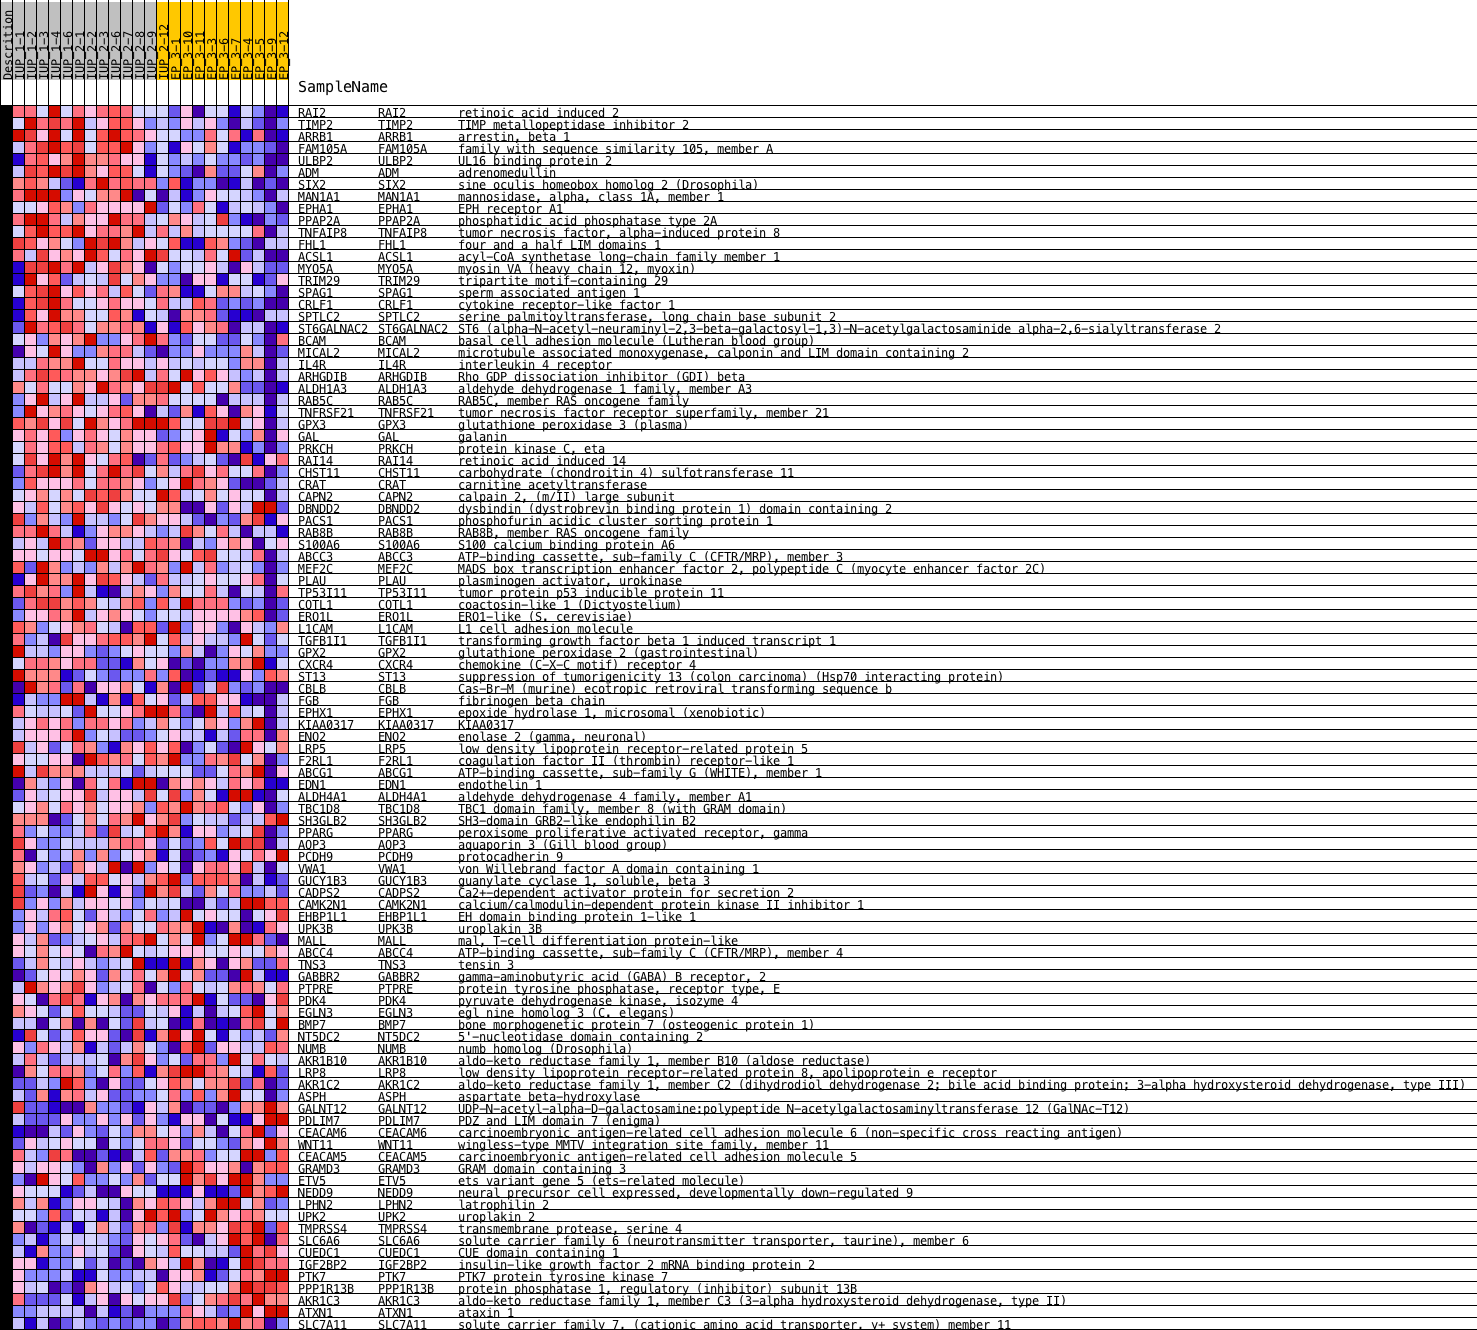 Descrition
IUP_1-1
IUP_1-2
IUP_1-3
IUP_1-4
IUP_1-6
IUP_2-1
IUP_2-2
IUP_2-3
IUP_2-6
IUP_2-7
IUP_2-8
IUP_2-9
IUP_2-12
EP_3-1
EP_3-10
EP_3-11
EP_3-3
EP_3-6
EP_3-7
EP_3-4
EP_3-5
EP_3-9
EP_3-12
SampleName
RAI2 RAI2 retinoic acid induced 2
TIMP2 TIMP2 TIMP metallopeptidase inhibitor 2
ARRB1 ARRB1 arrestin, beta 1
FAM105A FAM105A family with sequence similarity 105, member A
ULBP2 ULBP2 UL16 binding protein 2
ADM ADM adrenomedullin
SIX2 SIX2 sine oculis homeobox homolog 2 (Drosophila)
MAN1A1 MAN1A1 mannosidase, alpha, class 1A, member 1
EPHA1 EPHA1 EPH receptor A1
PPAP2A PPAP2A phosphatidic acid phosphatase type 2A
TNFAIP8 TNFAIP8 tumor necrosis factor, alpha-induced protein 8
FHL1 FHL1 four and a half LIM domains 1
ACSL1 ACSL1 acyl-CoA synthetase long-chain family member 1
MYO5A MYO5A myosin VA (heavy chain 12, myoxin)
TRIM29 TRIM29 tripartite motif-containing 29
SPAG1 SPAG1 sperm associated antigen 1
CRLF1 CRLF1 cytokine receptor-like factor 1
SPTLC2 SPTLC2 serine palmitoyltransferase, long chain base subunit 2
ST6GALNAC2 ST6GALNAC2 ST6 (alpha-N-acetyl-neuraminyl-2,3-beta-galactosyl-1,3)-N-acetylgalactosaminide alpha-2,6-sialyltransferase 2
BCAM BCAM basal cell adhesion molecule (Lutheran blood group)
MICAL2 MICAL2 microtubule associated monoxygenase, calponin and LIM domain containing 2
IL4R IL4R interleukin 4 receptor
ARHGDIB ARHGDIB Rho GDP dissociation inhibitor (GDI) beta
ALDH1A3 ALDH1A3 aldehyde dehydrogenase 1 family, member A3
RAB5C RAB5C RAB5C, member RAS oncogene family
TNFRSF21 TNFRSF21 tumor necrosis factor receptor superfamily, member 21
GPX3 GPX3 glutathione peroxidase 3 (plasma)
GAL GAL galanin
PRKCH PRKCH protein kinase C, eta
RAI14 RAI14 retinoic acid induced 14
CHST11 CHST11 carbohydrate (chondroitin 4) sulfotransferase 11
CRAT CRAT carnitine acetyltransferase
CAPN2 CAPN2 calpain 2, (m/II) large subunit
DBNDD2 DBNDD2 dysbindin (dystrobrevin binding protein 1) domain containing 2
PACS1 PACS1 phosphofurin acidic cluster sorting protein 1
RAB8B RAB8B RAB8B, member RAS oncogene family
S100A6 S100A6 S100 calcium binding protein A6
ABCC3 ABCC3 ATP-binding cassette, sub-family C (CFTR/MRP), member 3
MEF2C MEF2C MADS box transcription enhancer factor 2, polypeptide C (myocyte enhancer factor 2C)
PLAU PLAU plasminogen activator, urokinase
TP53I11 TP53I11 tumor protein p53 inducible protein 11
COTL1 COTL1 coactosin-like 1 (Dictyostelium)
ERO1L ERO1L ERO1-like (S. cerevisiae)
L1CAM L1CAM L1 cell adhesion molecule
TGFB1I1 TGFB1I1 transforming growth factor beta 1 induced transcript 1
GPX2 GPX2 glutathione peroxidase 2 (gastrointestinal)
CXCR4 CXCR4 chemokine (C-X-C motif) receptor 4
ST13 ST13 suppression of tumorigenicity 13 (colon carcinoma) (Hsp70 interacting protein)
CBLB CBLB Cas-Br-M (murine) ecotropic retroviral transforming sequence b
FGB FGB fibrinogen beta chain
EPHX1 EPHX1 epoxide hydrolase 1, microsomal (xenobiotic)
KIAA0317 KIAA0317 KIAA0317
ENO2 ENO2 enolase 2 (gamma, neuronal)
LRP5 LRP5 low density lipoprotein receptor-related protein 5
F2RL1 F2RL1 coagulation factor II (thrombin) receptor-like 1
ABCG1 ABCG1 ATP-binding cassette, sub-family G (WHITE), member 1
EDN1 EDN1 endothelin 1
ALDH4A1 ALDH4A1 aldehyde dehydrogenase 4 family, member A1
TBC1D8 TBC1D8 TBC1 domain family, member 8 (with GRAM domain)
SH3GLB2 SH3GLB2 SH3-domain GRB2-like endophilin B2
PPARG PPARG peroxisome proliferative activated receptor, gamma
AQP3 AQP3 aquaporin 3 (Gill blood group)
PCDH9 PCDH9 protocadherin 9
VWA1 VWA1 von Willebrand factor A domain containing 1
GUCY1B3 GUCY1B3 guanylate cyclase 1, soluble, beta 3
CADPS2 CADPS2 Ca2+-dependent activator protein for secretion 2
CAMK2N1 CAMK2N1 calcium/calmodulin-dependent protein kinase II inhibitor 1
EHBP1L1 EHBP1L1 EH domain binding protein 1-like 1
UPK3B UPK3B uroplakin 3B
MALL MALL mal, T-cell differentiation protein-like
ABCC4 ABCC4 ATP-binding cassette, sub-family C (CFTR/MRP), member 4
TNS3 TNS3 tensin 3
GABBR2 GABBR2 gamma-aminobutyric acid (GABA) B receptor, 2
PTPRE PTPRE protein tyrosine phosphatase, receptor type, E
PDK4 PDK4 pyruvate dehydrogenase kinase, isozyme 4
EGLN3 EGLN3 egl nine homolog 3 (C. elegans)
BMP7 BMP7 bone morphogenetic protein 7 (osteogenic protein 1)
NT5DC2 NT5DC2 5'-nucleotidase domain containing 2
NUMB NUMB numb homolog (Drosophila)
AKR1B10 AKR1B10 aldo-keto reductase family 1, member B10 (aldose reductase)
LRP8 LRP8 low density lipoprotein receptor-related protein 8, apolipoprotein e receptor
AKR1C2 AKR1C2 aldo-keto reductase family 1, member C2 (dihydrodiol dehydrogenase 2; bile acid binding protein; 3-alpha hydroxysteroid dehydrogenase, type III)
ASPH ASPH aspartate beta-hydroxylase
GALNT12 GALNT12 UDP-N-acetyl-alpha-D-galactosamine:polypeptide N-acetylgalactosaminyltransferase 12 (GalNAc-T12)
PDLIM7 PDLIM7 PDZ and LIM domain 7 (enigma)
CEACAM6 CEACAM6 carcinoembryonic antigen-related cell adhesion molecule 6 (non-specific cross reacting antigen)
WNT11 WNT11 wingless-type MMTV integration site family, member 11
CEACAM5 CEACAM5 carcinoembryonic antigen-related cell adhesion molecule 5
GRAMD3 GRAMD3 GRAM domain containing 3
ETV5 ETV5 ets variant gene 5 (ets-related molecule)
NEDD9 NEDD9 neural precursor cell expressed, developmentally down-regulated 9
LPHN2 LPHN2 latrophilin 2
UPK2 UPK2 uroplakin 2
TMPRSS4 TMPRSS4 transmembrane protease, serine 4
SLC6A6 SLC6A6 solute carrier family 6 (neurotransmitter transporter, taurine), member 6
CUEDC1 CUEDC1 CUE domain containing 1
IGF2BP2 IGF2BP2 insulin-like growth factor 2 mRNA binding protein 2
PTK7 PTK7 PTK7 protein tyrosine kinase 7
PPP1R13B PPP1R13B protein phosphatase 1, regulatory (inhibitor) subunit 13B
AKR1C3 AKR1C3 aldo-keto reductase family 1, member C3 (3-alpha hydroxysteroid dehydrogenase, type II)
ATXN1 ATXN1 ataxin 1
SLC7A11 SLC7A11 solute carrier family 7, (cationic amino acid transporter, y+ system) member 11